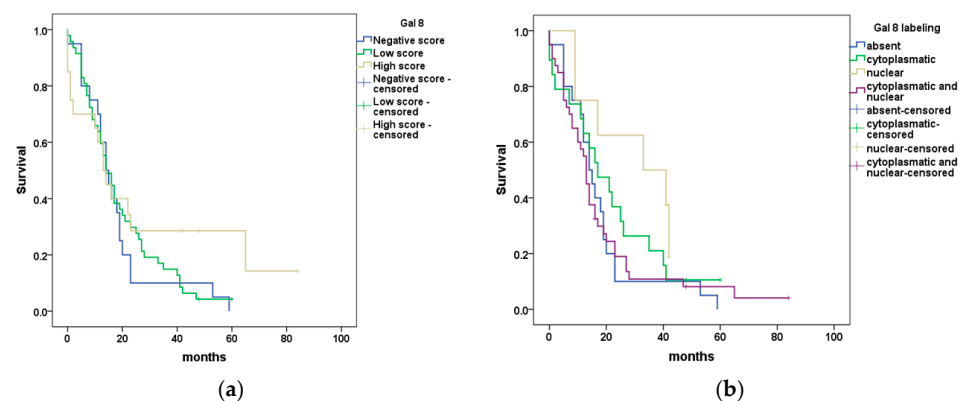 Gal 8
Negative score
Low score
High score
Negative score -
censored
Low score -
censored
High score -
censored
1.0
0.8
0.6
0.4
0.2
0.0
Survival
0 20 40 60 80 100
months
(a)
Gal 8 labeling
absent
cytoplasmatic
nuclear
cytoplasmatic and
nuclear
absent-censored
cytoplasmatic-
censored
nuclear-censored
cytoplasmatic and
nuclear-censored
1.0
0.8
0.6
0.4
0.2
0.0
Survival
0 20 40 60 80 100
months
(b)